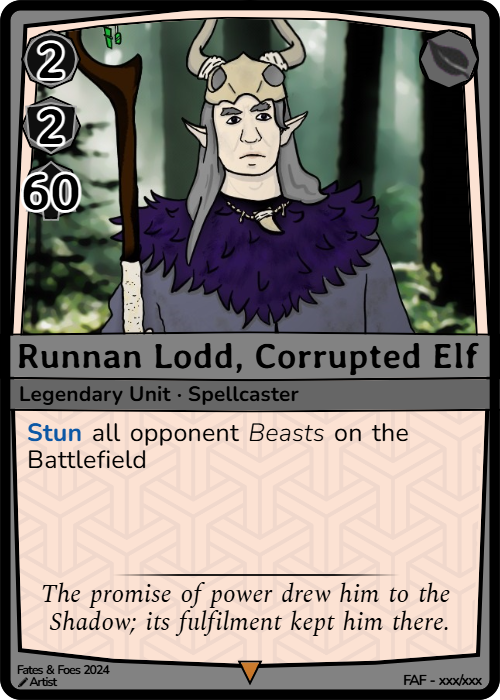 2
2
60
Runnan Lodd, Corrupted Elf
Legendary Unit · Spellcaster
Stun all opponent Beasts on the
Battlefield
The promise of power drew him to the
Shadow; its fulfilment kept him there.
Fates & Foes 2024
Artist
FAF - xxx/xxx